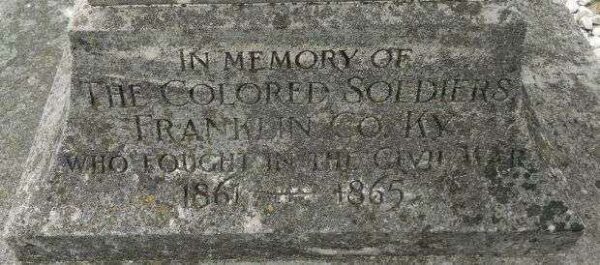 IN MEMORY OF
THE COLORED SOLDIERS
FRANKLIN CO. KY.
WHO FOUGHT IN THE CIVIL WAR
1861 — 1865